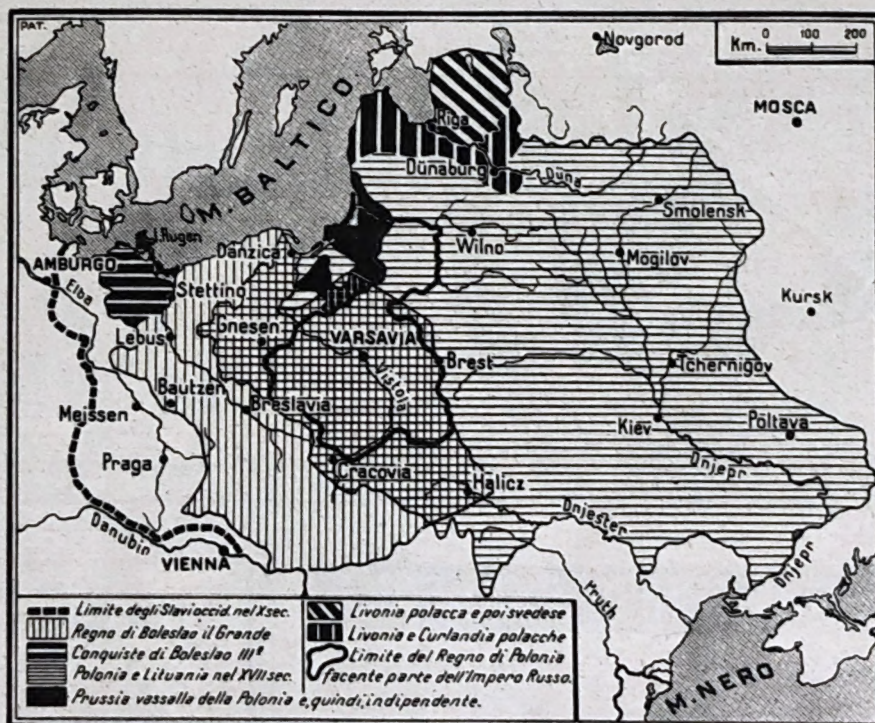 PAT.
Novgorod
Km. 0 100 200
MOSCA
M. BALTICO
Riga
Dünaburg
Düna
Smolensk
I. Rugen
Danzica
Wilno
Mogilov
AMBURGO
Stettino
Elba
Kursk
Gnesen
VARSAVIA
Lebus
Brest
Tchernigov
Vistola
Bautzen
Breslavia
Meissen
Kiev
Pöltava
Praga
Cracovia
Dnjepr
Halicz
Danubin
Dnjester
VIENNA
Dnjepr
Pruth
M. NERO
Limite degli Slavi occid. nel X sec.
Regno di Boleslao il Grande
Conquiste di Boleslao IIIº
Polonia e Lituania nel XVII sec.
Prussia vassalla della Polonia e, quindi, indipendente.
Livonia polacca e poi svedese
Livonia e Curlandia polacche
Limite del Regno di Polonia
facente parte dell'Impero Russo.